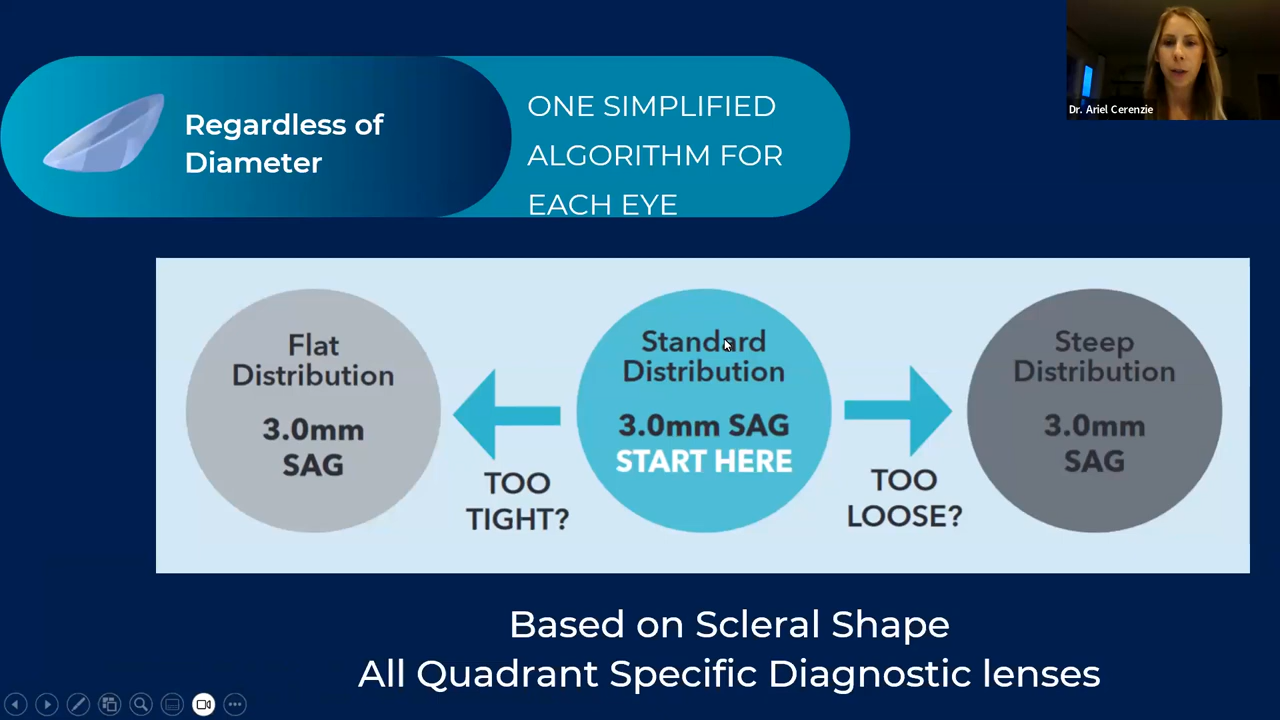 Dr. Ariel Cerenzie
Regardless of
Diameter
ONE SIMPLIFIED
ALGORITHM FOR
EACH EYE
Flat
Distribution
3.0mm
SAG
TOO
TIGHT?
Standard
Distribution
3.0mm SAG
START HERE
TOO
LOOSE?
Steep
Distribution
3.0mm
SAG
Based on Scleral Shape
All Quadrant Specific Diagnostic lenses